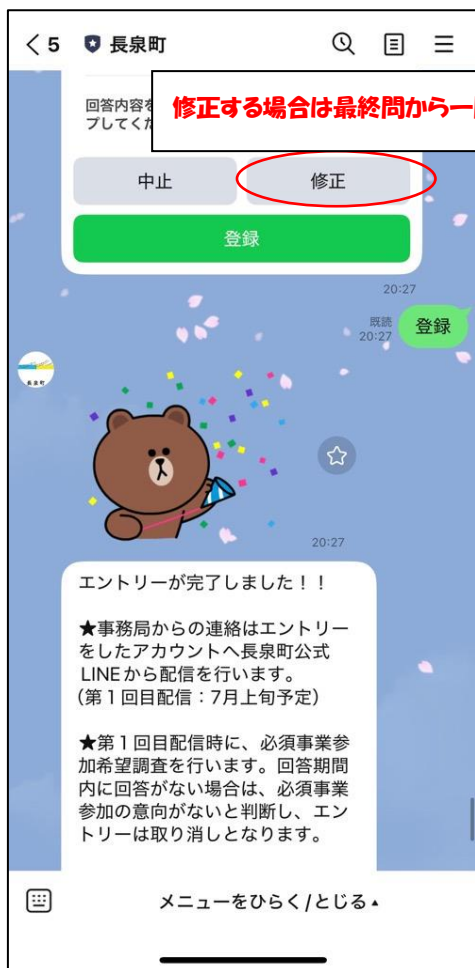 5 長泉町
回答内容を
プしてくだ
修正する場合は最終問から一
中止 修正
登録
20:27
既読
20:27
登録
長泉町
20:27
エントリーが完了しました！！
★事務局からの連絡はエントリー
をしたアカウントへ長泉町公式
LINEから配信を行います。
(第１回目配信：7月上旬予定)
★第１回目配信時に、必須事業参
加希望調査を行います。回答期間
内に回答がない場合は、必須事業
参加の意向がないと判断し、エン
トリーは取り消しとなります。
メニューをひらく/とじる▲